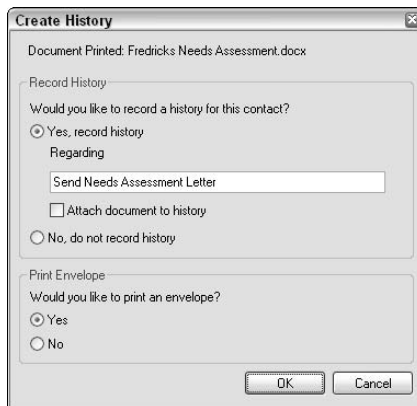 Create History
Document Printed: Fredricks Needs Assessment.docx
Record History
Would you like to record a history for this contact?
Yes, record history
Regarding
Send Needs Assessment Letter
Attach document to history
No, do not record history
Print Envelope
Would you like to print an envelope?
Yes
No
OK Cancel